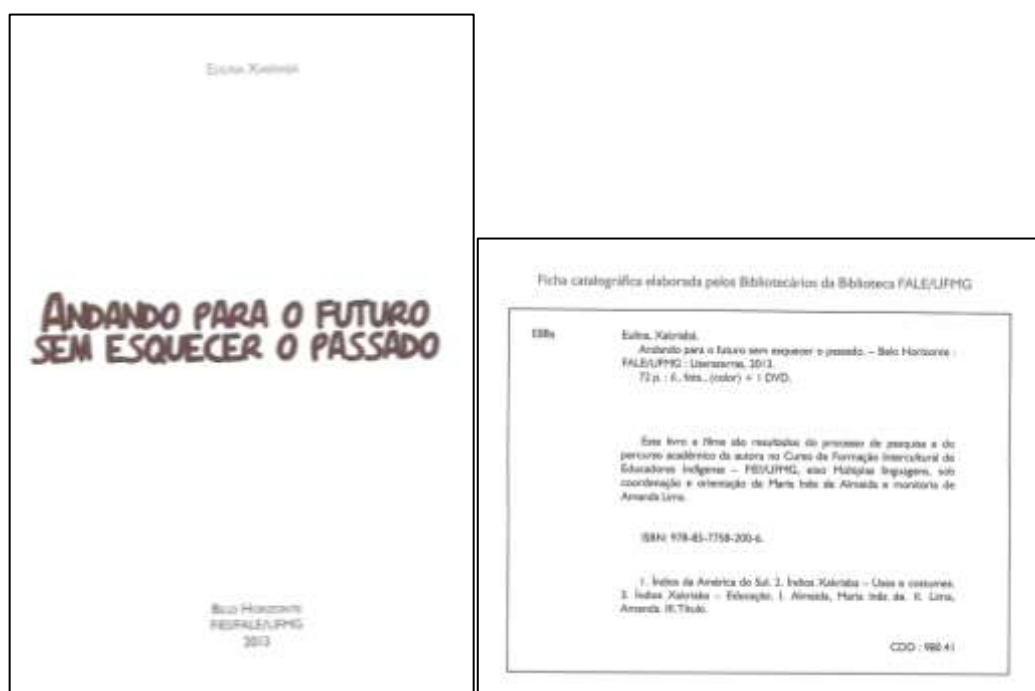 ANDANDO PARA O FUTURO
SEM ESQUECER O PASSADO
BELO HORIZONTE
FIEI/FALE/UFMG
2013
Ficha catalográfica elaborada pelos Bibliotecários da Biblioteca FALE/UFMG
Xakriabá.
Andando para o futuro sem esquecer o passado. – Belo Horizonte :
FALE/UFMG : Literaterras, 2013.
72 p. : il., fots., (color) + 1 DVD.
Este livro e filme são resultados do processo de pesquisa e do
percurso acadêmico da autora no Curso de Formação Intercultural de
Educadores Indígenas – FIEI/UFMG, eixo Múltiplas linguagens, sob
coordenação e orientação de Maria Inês de Almeida e monitoria de
Amanda Lima.
ISBN: 978-85-7758-200-6.
1. Índios da América do Sul. 2. Índios Xakriaba – Usos e costumes.
3. Índios Xakriaba – Educação. I. Almeida, Maria Inês de. II. Lima,
Amanda. III. Título.
CDD : 980.41